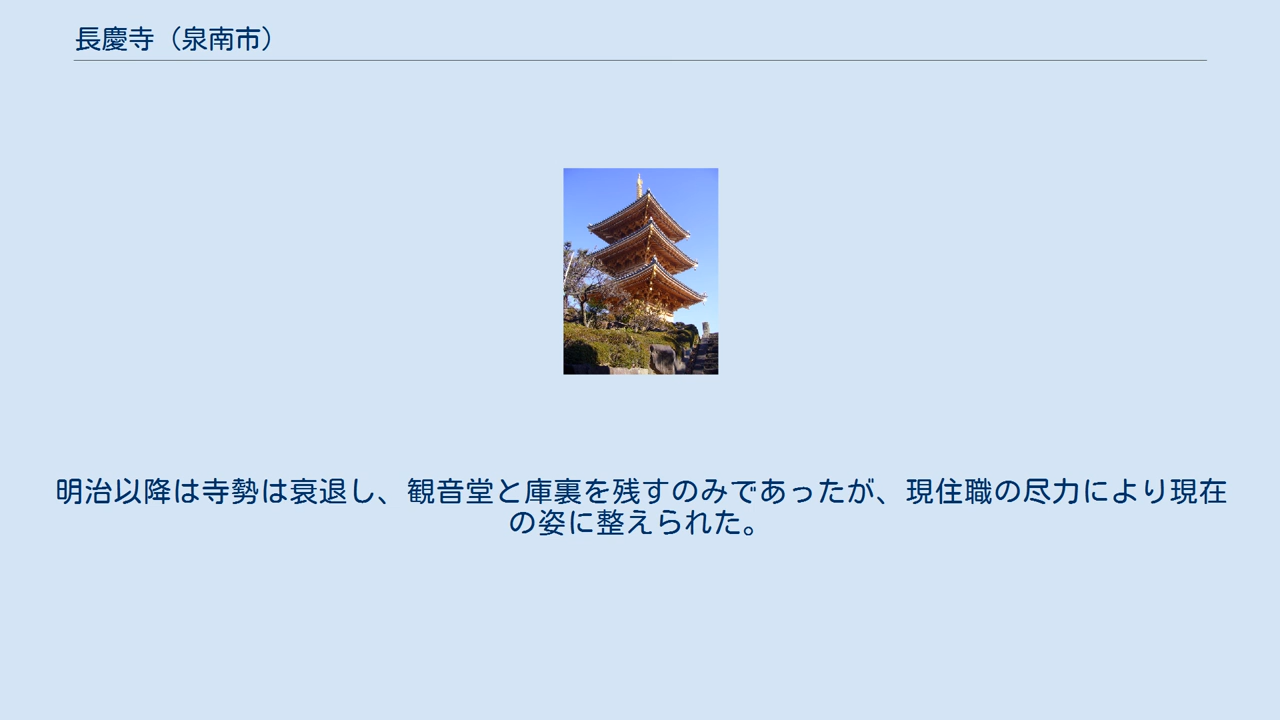 長慶寺（泉南市）
明治以降は寺勢は衰退し、観音堂と庫裏を残すのみであったが、現住職の尽力により現在
の姿に整えられた。